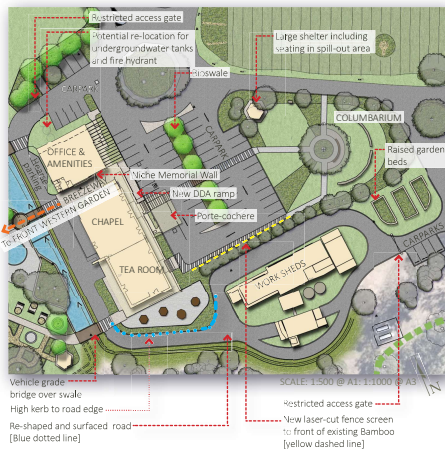 Restricted access gate
Potential re-location for
undergroundwater tanks
and fire hydrant
Large shelter including
seating in spill-out area
CARPARK
Bioswale
CARPARK
COLUMBARIUM
OFFICE &
AMENITIES
Raised garden
beds
Niche Memorial Wall
BREEZEWAY
New DDA ramp
To FRONT WESTERN GARDEN
CHAPEL
Porte-cochere
CARPARK
TEA ROOM
WORK SHEDS
SCALE: 1:500 @ A1: 1:1000 @ A3
N
Vehicle grade
bridge over swale
High kerb to road edge
Re-shaped and surfaced road
[Blue dotted line]
Restricted access gate
New laser-cut fence screen
to front of existing Bamboo
[yellow dashed line]